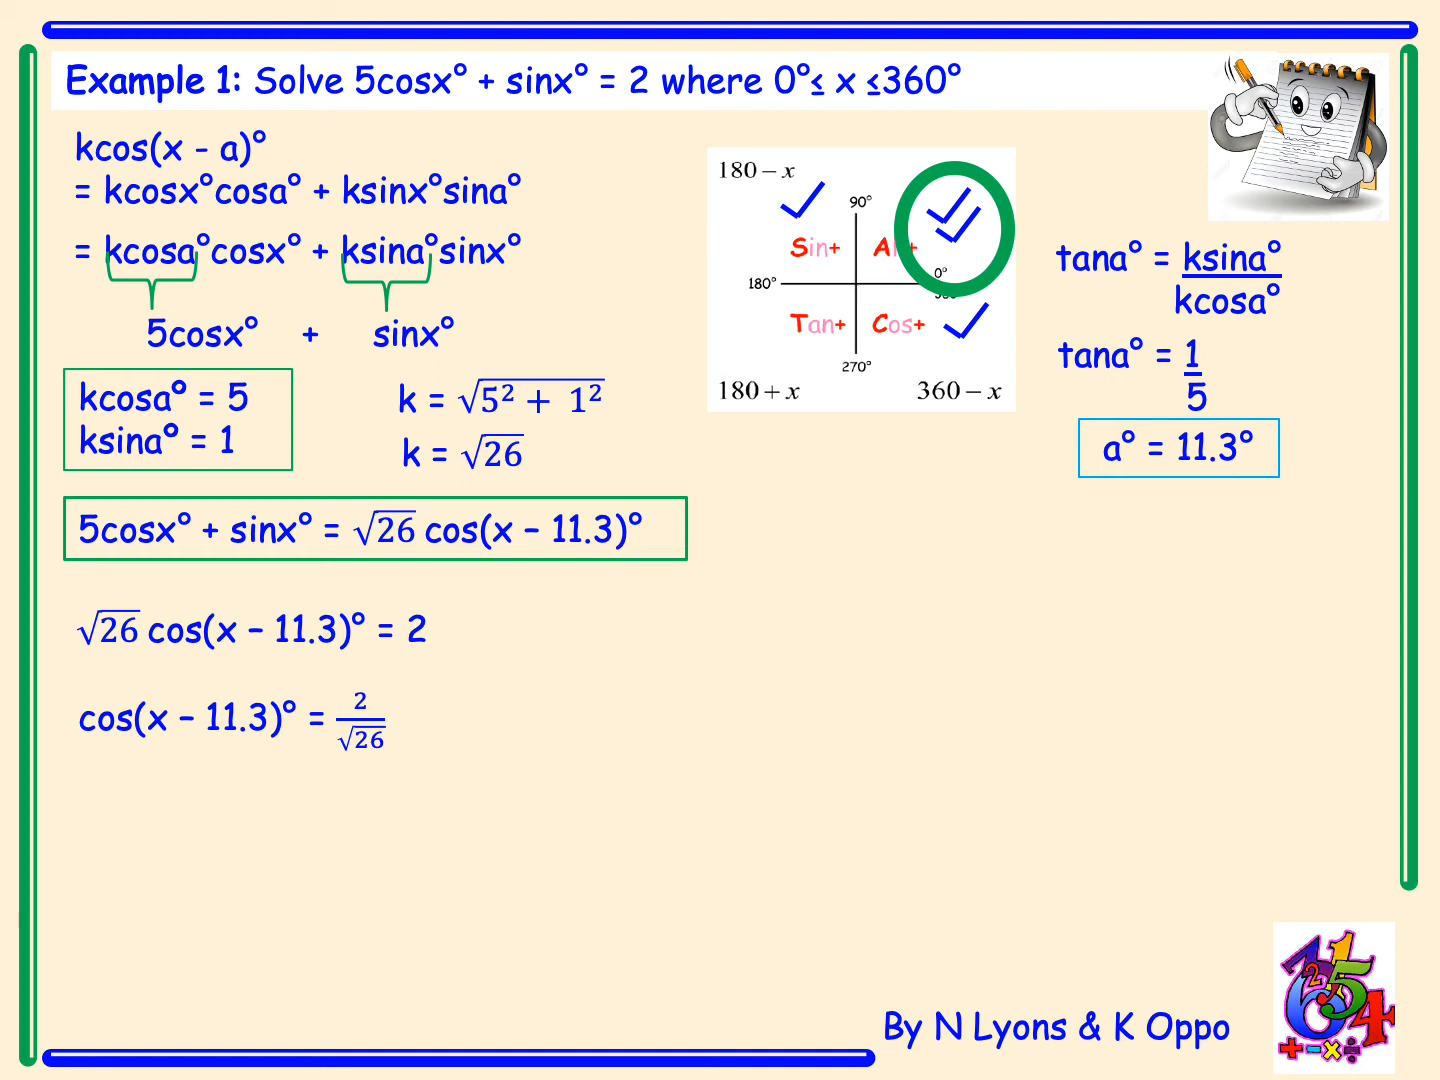 Example 1: Solve 5cosx° + sinx° = 2 where 0°≤ x ≤360°
kcos(x - a)°
= kcosx°cosa° + ksinx°sina°
= kcosa°cosx° + ksina°sinx°
5cosx° + sinx°
kcosa° = 5
ksina° = 1
k = √5² + 1²
k = √26
5cosx° + sinx° = √26 cos(x – 11.3)°
√26 cos(x – 11.3)° = 2
cos(x – 11.3)° = 2/√26
180 − x
90°
Sin+
180°
0°
Tan+ Cos+
270°
180 + x 360 − x
tana° = ksina°
kcosa°
tana° = 1
5
a° = 11.3°
By N Lyons & K Oppo